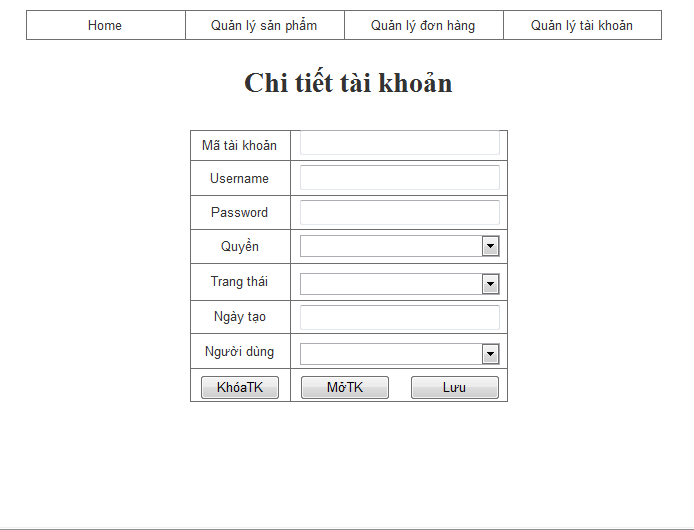 Home Quản lý sản phẩm Quản lý đơn hàng Quản lý tài khoản
Chi tiết tài khoản
Mã tài khoản
Username
Password
Quyền
Trang thái
Ngày tạo
Người dùng
KhóaTK MởTK Lưu